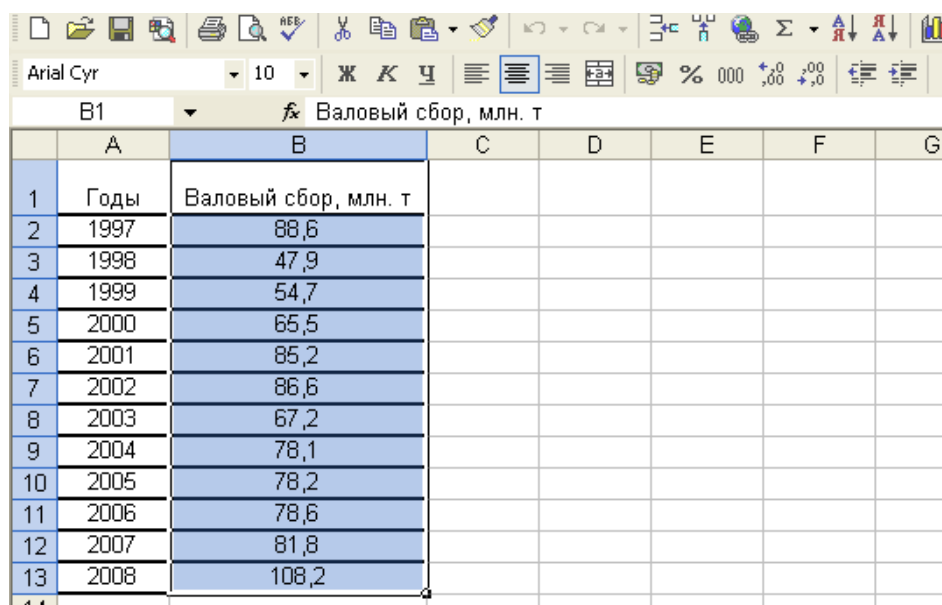 Arial Cyr 10 Ж К Ч % 000
B1 fx Валовый сбор, млн. т
A B C D E F G
1 Годы Валовый сбор, млн. т
2 1997 88,6
3 1998 47,9
4 1999 54,7
5 2000 65,5
6 2001 85,2
7 2002 86,6
8 2003 67,2
9 2004 78,1
10 2005 78,2
11 2006 78,6
12 2007 81,8
13 2008 108,2